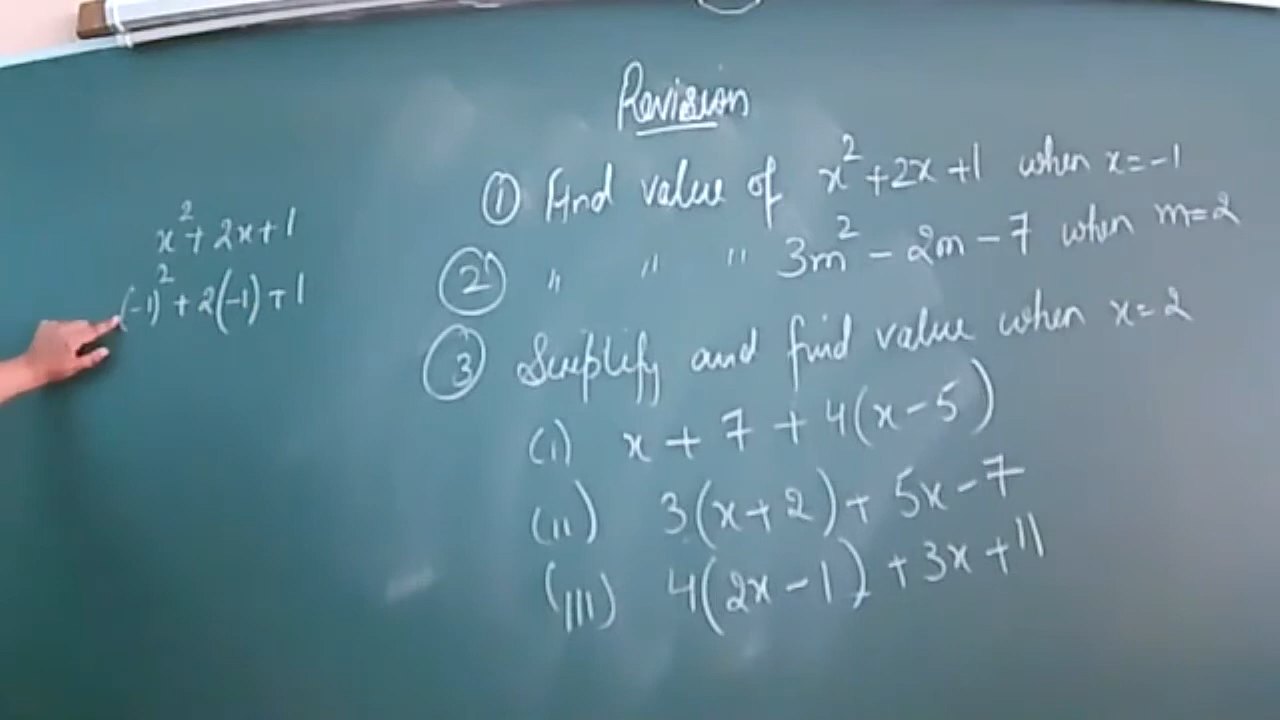 Revision
① Find value of x² + 2x + 1 when x = -1
② " " " 3m² - 2m - 7 when m = 2
③ Simplify and find value when x = 2
(i) x + 7 + 4(x - 5)
(ii) 3(x + 2) + 5x - 7
(iii) 4(2x - 1) + 3x + 11
x² + 2x + 1
(-1)² + 2(-1) + 1